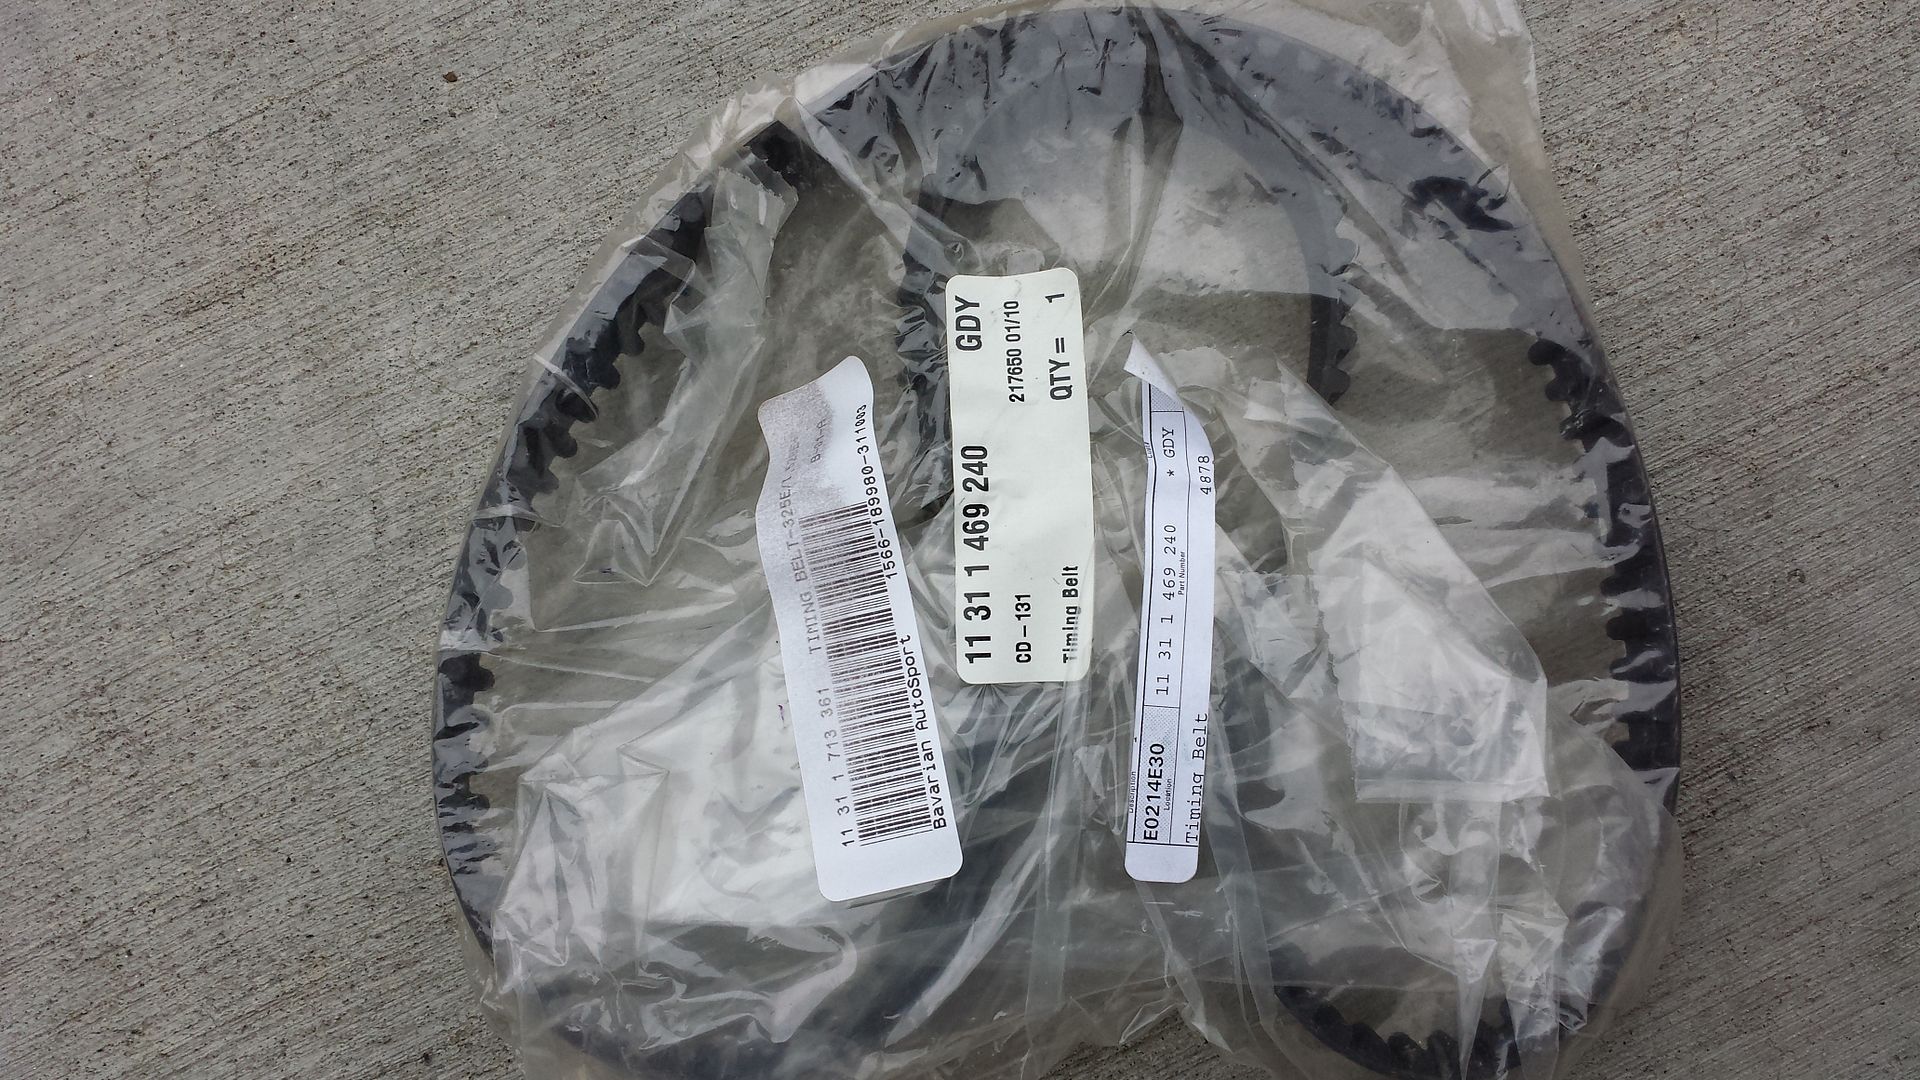 11 31 1 713 361 TIMING BELT-325E/
1566-189980-311003
Bavarian Autosport
11 31 1 469 240 GDY
CD-131 217650 01/10
Timing Belt QTY = 1
Description
E0214E30 11 31 1 469 240 * GDY
Location Part Number
Timing Belt 4878